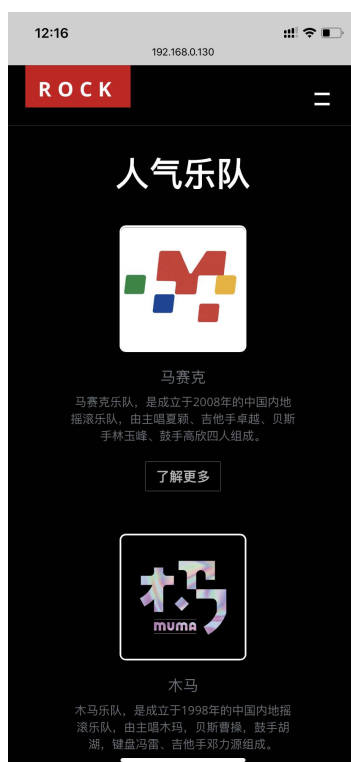 12:16
192.168.0.130
ROCK
人气乐队
马赛克
马赛克乐队，是成立于2008年的中国内地
摇滚乐队，由主唱夏颖、吉他手卓越、贝斯
手林玉峰、鼓手高欣四人组成。
了解更多
木马
MUMA
木马
木马乐队，是成立于1998年的中国内地摇
滚乐队，由主唱木玛，贝斯曹操，鼓手胡
湖，键盘冯雷、吉他手邓力源组成。